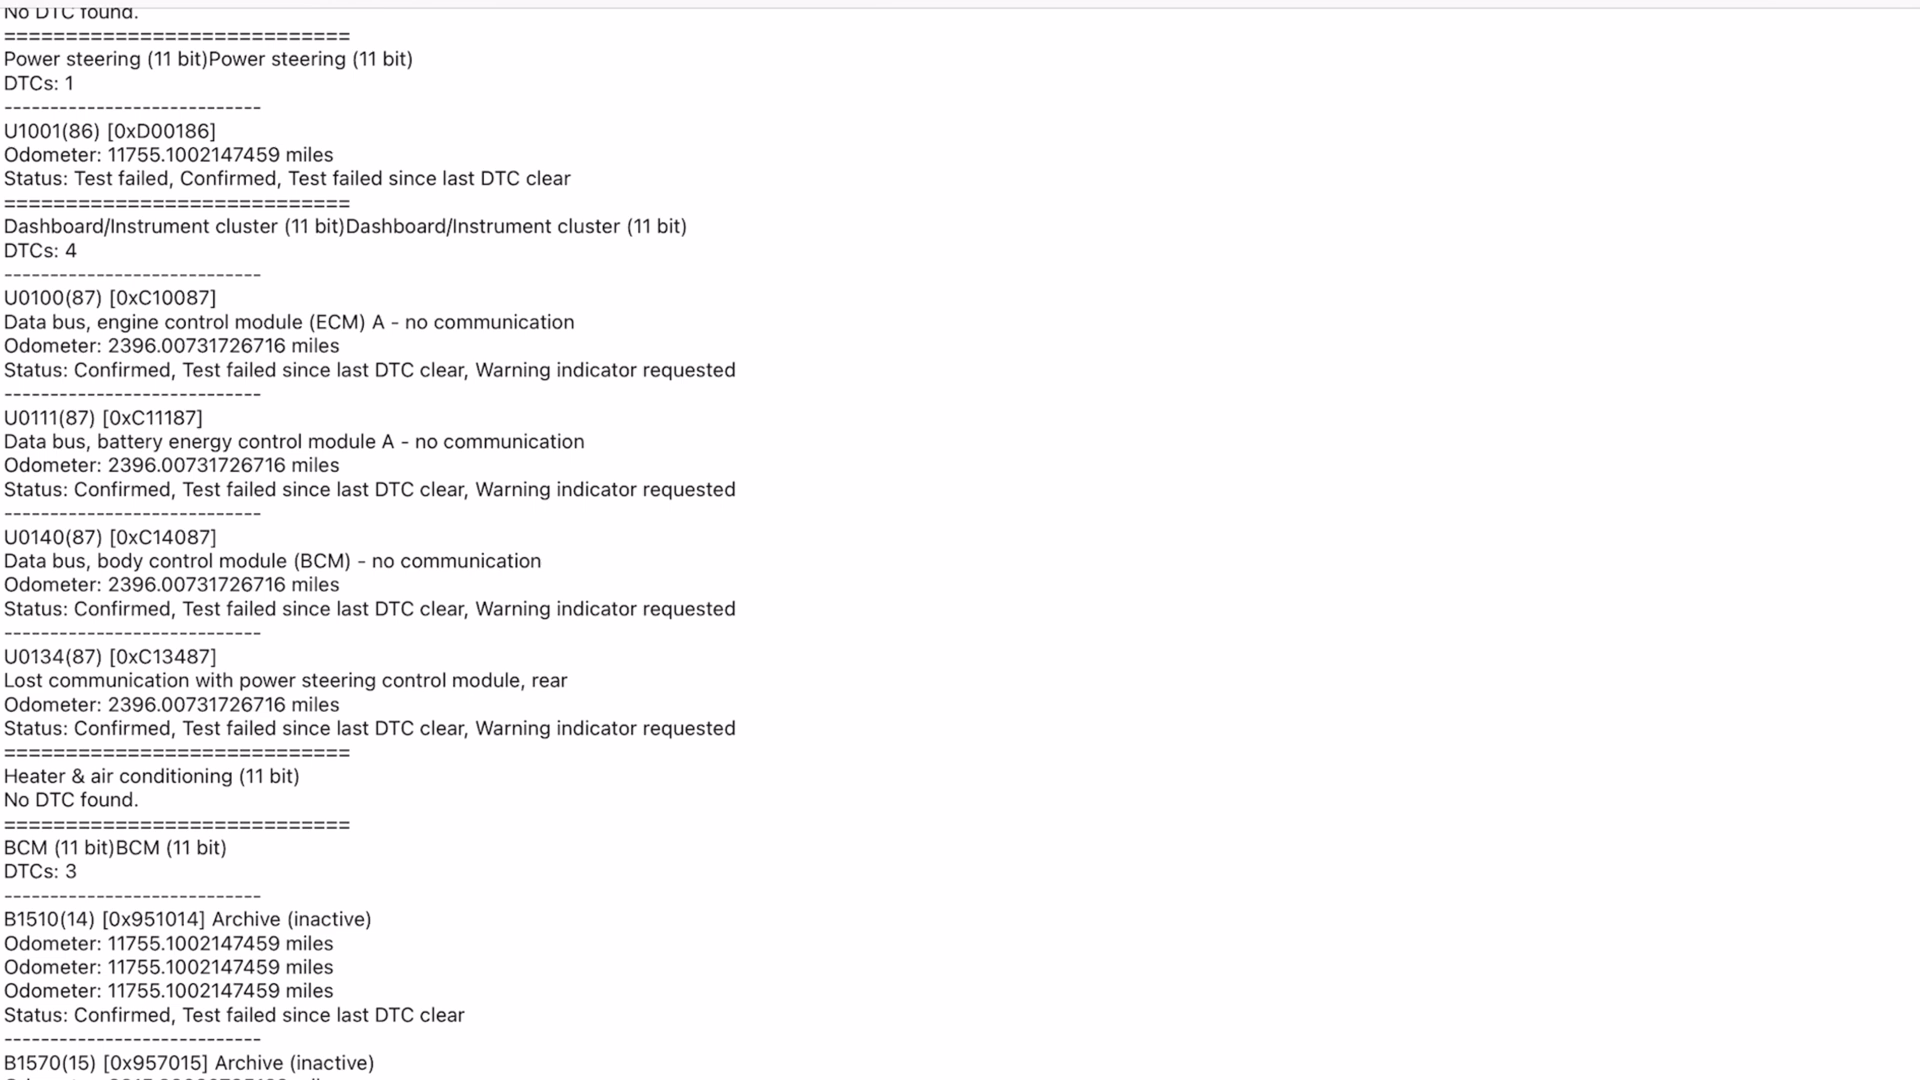 No DTC found.
============================
Power steering (11 bit)Power steering (11 bit)
DTCs: 1
----------------------------
U1001(86) [0xD00186]
Odometer: 11755.1002147459 miles
Status: Test failed, Confirmed, Test failed since last DTC clear
============================
Dashboard/Instrument cluster (11 bit)Dashboard/Instrument cluster (11 bit)
DTCs: 4
----------------------------
U0100(87) [0xC10087]
Data bus, engine control module (ECM) A - no communication
Odometer: 2396.00731726716 miles
Status: Confirmed, Test failed since last DTC clear, Warning indicator requested
----------------------------
U0111(87) [0xC11187]
Data bus, battery energy control module A - no communication
Odometer: 2396.00731726716 miles
Status: Confirmed, Test failed since last DTC clear, Warning indicator requested
----------------------------
U0140(87) [0xC14087]
Data bus, body control module (BCM) - no communication
Odometer: 2396.00731726716 miles
Status: Confirmed, Test failed since last DTC clear, Warning indicator requested
----------------------------
U0134(87) [0xC13487]
Lost communication with power steering control module, rear
Odometer: 2396.00731726716 miles
Status: Confirmed, Test failed since last DTC clear, Warning indicator requested
============================
Heater & air conditioning (11 bit)
No DTC found.
============================
BCM (11 bit)BCM (11 bit)
DTCs: 3
----------------------------
B1510(14) [0x951014] Archive (inactive)
Odometer: 11755.1002147459 miles
Odometer: 11755.1002147459 miles
Odometer: 11755.1002147459 miles
Status: Confirmed, Test failed since last DTC clear
----------------------------
B1570(15) [0x957015] Archive (inactive)